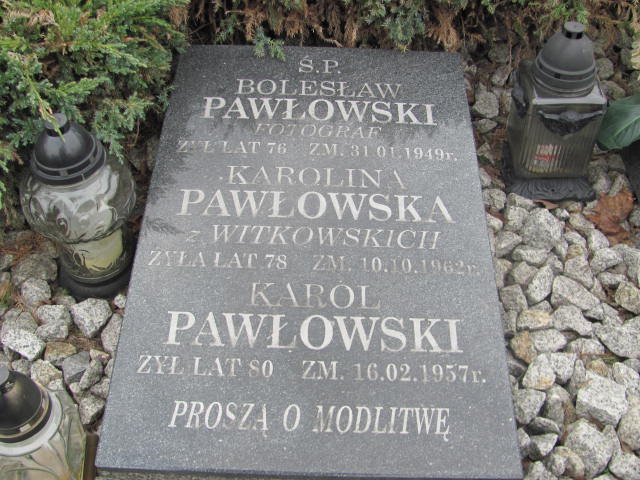 Ś.P.
BOLESŁAW
PAWŁOWSKI
FOTOGRAF
ŻYŁ LAT 76 ZM. 31.01.1949r.
KAROLINA
PAWŁOWSKA
z WITKOWSKICH
ŻYŁA LAT 78 ZM. 10.10.1962r.
KAROL
PAWŁOWSKI
ŻYŁ LAT 80 ZM. 16.02.1957r.
PROSZĄ O MODLITWĘ